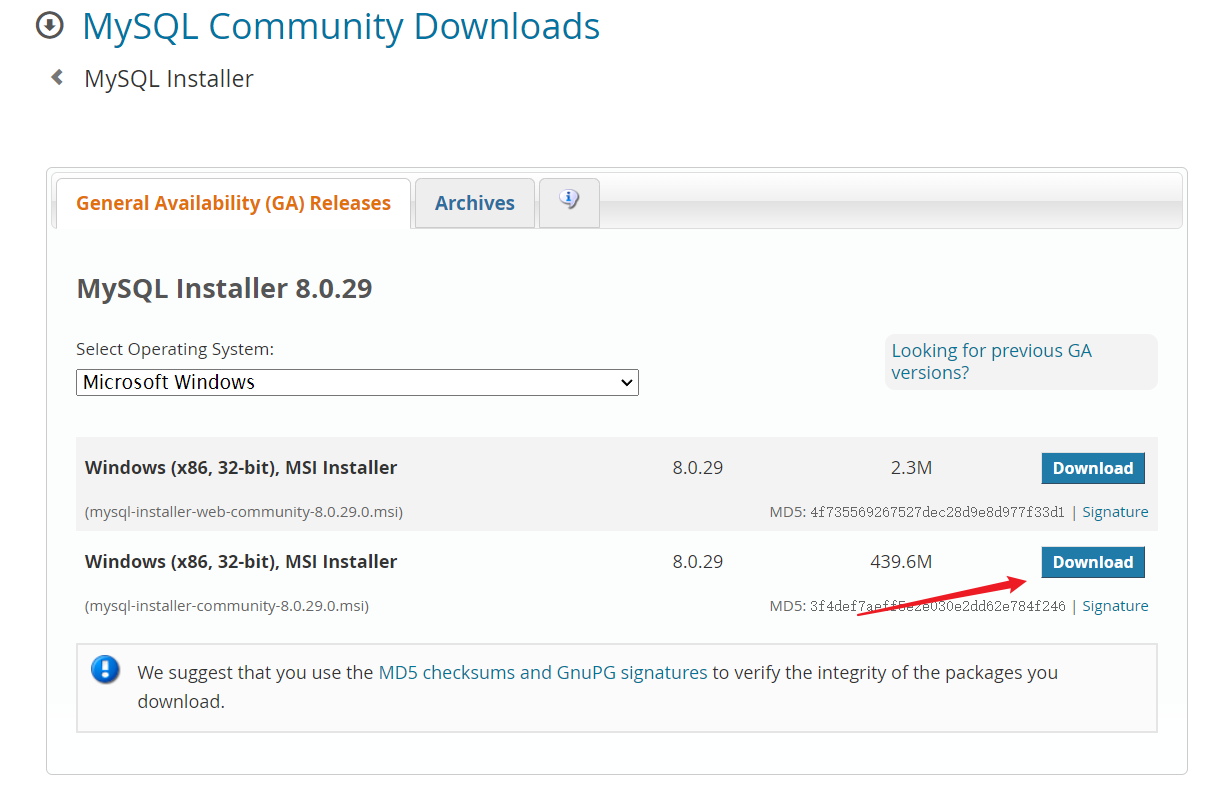 MySQL Community Downloads
MySQL Installer
General Availability (GA) Releases
Archives
MySQL Installer 8.0.29
Select Operating System:
Microsoft Windows
Looking for previous GA
versions?
Windows (x86, 32-bit), MSI Installer 8.0.29 2.3M Download
(mysql-installer-web-community-8.0.29.0.msi) MD5: 4f735569267527dec28d9e8d977f33d1 | Signature
Windows (x86, 32-bit), MSI Installer 8.0.29 439.6M Download
(mysql-installer-community-8.0.29.0.msi) MD5: 3f4def7aeff5e2e030e2dd62e784f246 | Signature
We suggest that you use the MD5 checksums and GnuPG signatures to verify the integrity of the packages you
download.